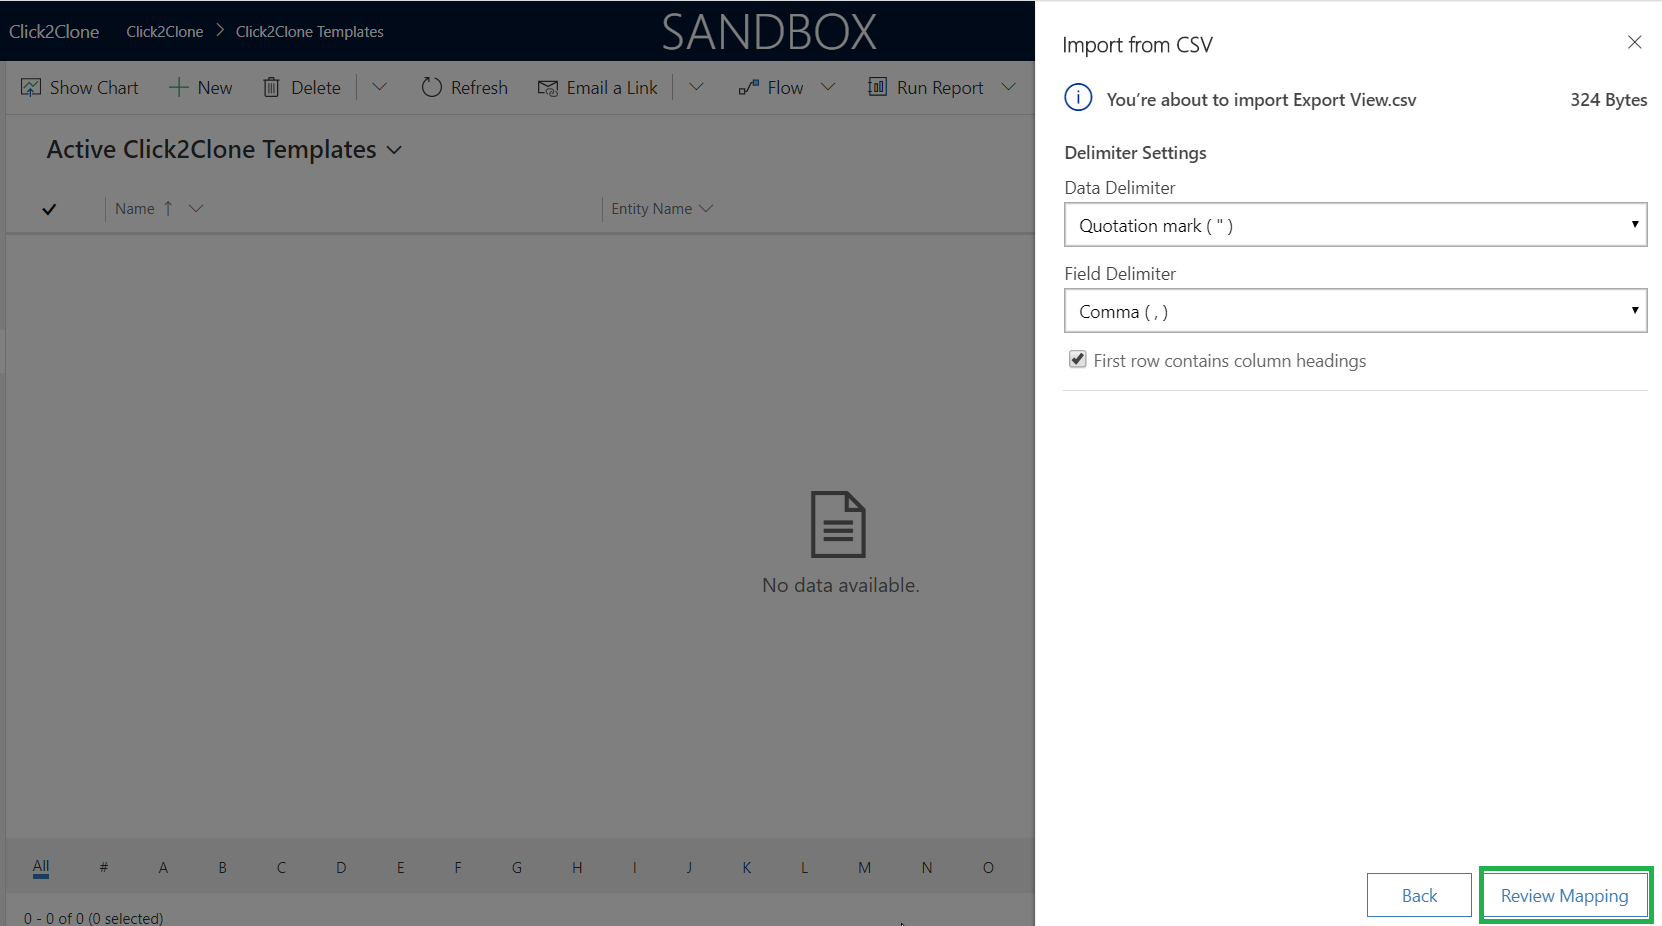 Click2Clone Click2Clone > Click2Clone Templates SANDBOX
Show Chart New Delete Refresh Email a Link Flow Run Report
Active Click2Clone Templates
Name ↑ Entity Name
No data available.
All # A B C D E F G H I J K L M N O
0 - 0 of 0 (0 selected)
Import from CSV
You're about to import Export View.csv 324 Bytes
Delimiter Settings
Data Delimiter
Quotation mark ( " )
Field Delimiter
Comma ( , )
First row contains column headings
Back Review Mapping